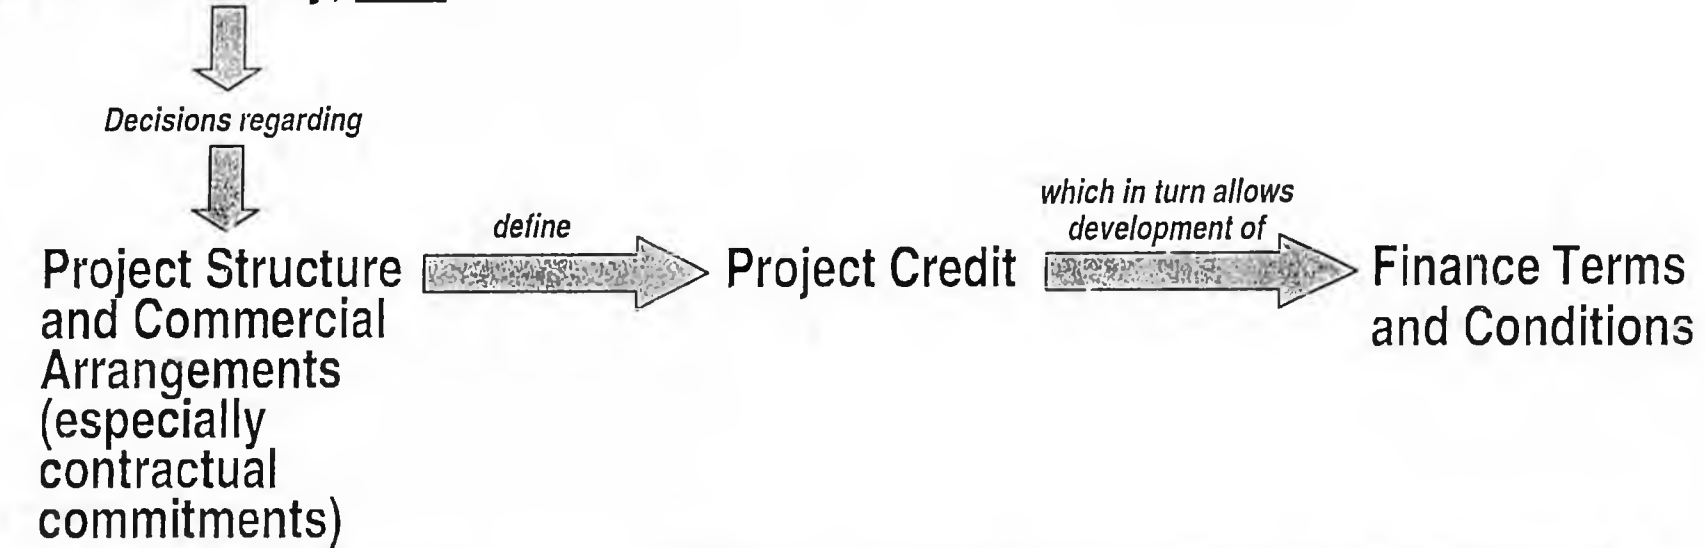 Decisions regarding
define
which in turn allows
development of
Project Structure
and Commercial
Arrangements
(especially
contractual
commitments)
Project Credit
Finance Terms
and Conditions